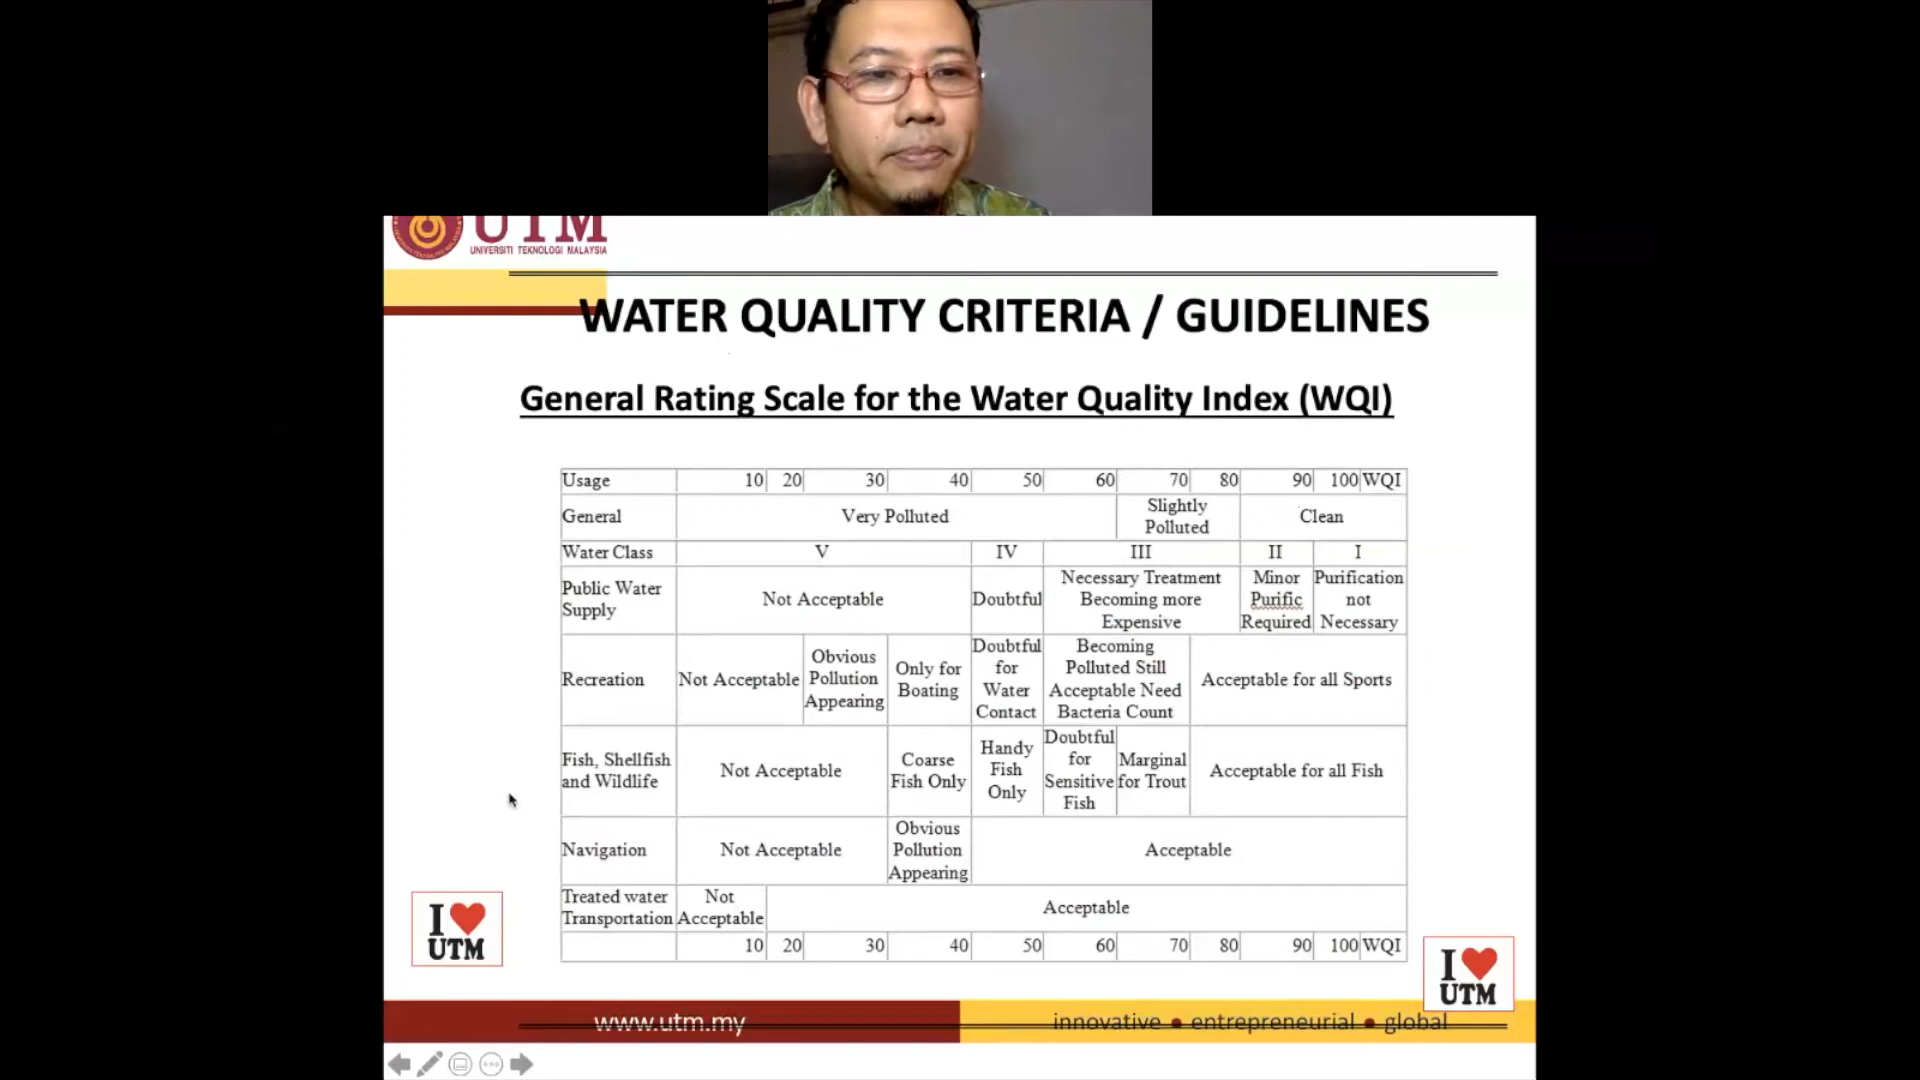 UTM
UNIVERSITI TEKNOLOGI MALAYSIA
WATER QUALITY CRITERIA / GUIDELINES
General Rating Scale for the Water Quality Index (WQI)
Usage 10 20 30 40 50 60 70 80 90 100 WQI
General Very Polluted Slightly Polluted Clean
Water Class V IV III II I
Public Water Supply Not Acceptable Doubtful Necessary Treatment Becoming more Expensive Minor Purific Required Purification not Necessary
Recreation Not Acceptable Obvious Pollution Appearing Only for Boating Doubtful for Water Contact Becoming Polluted Still Acceptable Need Bacteria Count Acceptable for all Sports
Fish, Shellfish and Wildlife Not Acceptable Coarse Fish Only Handy Fish Only Doubtful for Sensitive Fish Marginal for Trout Acceptable for all Fish
Navigation Not Acceptable Obvious Pollution Appearing Acceptable
Treated water Transportation Not Acceptable Acceptable
10 20 30 40 50 60 70 80 90 100 WQI
I UTM
I UTM
www.utm.my
innovative ● entrepreneurial ● global